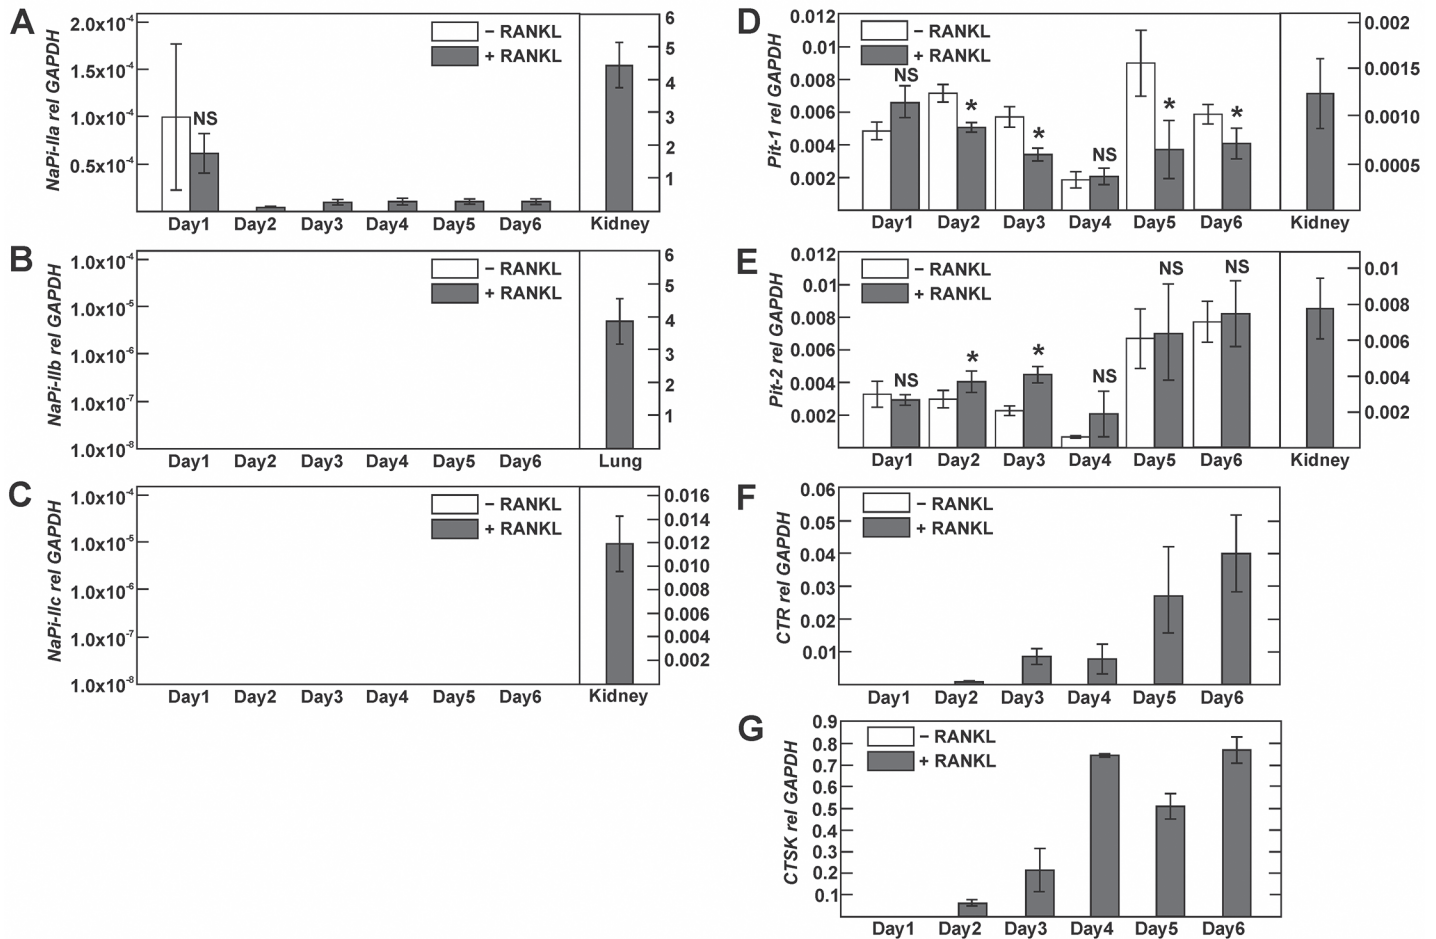 A
NaPi-IIa rel GAPDH
2.0x10-4
1.5x10-4
1.0x10-4
0.5x10-4
– RANKL
+ RANKL
NS
6
5
4
3
2
1
Day1 Day2 Day3 Day4 Day5 Day6 Kidney
B
NaPi-IIb rel GAPDH
1.0x10-4
1.0x10-5
1.0x10-6
1.0x10-7
1.0x10-8
– RANKL
+ RANKL
6
5
4
3
2
1
Day1 Day2 Day3 Day4 Day5 Day6 Lung
C
NaPi-IIc rel GAPDH
1.0x10-4
1.0x10-5
1.0x10-6
1.0x10-7
1.0x10-8
– RANKL
+ RANKL
0.016
0.014
0.012
0.010
0.008
0.006
0.004
0.002
Day1 Day2 Day3 Day4 Day5 Day6 Kidney
D
Pit-1 rel GAPDH
0.012
0.01
0.008
0.006
0.004
0.002
– RANKL
+ RANKL
NS * * NS * *
0.002
0.0015
0.0010
0.0005
Day1 Day2 Day3 Day4 Day5 Day6 Kidney
E
Pit-2 rel GAPDH
0.012
0.010
0.008
0.006
0.004
0.002
– RANKL
+ RANKL
NS * * NS NS NS
0.01
0.008
0.006
0.004
0.002
Day1 Day2 Day3 Day4 Day5 Day6 Kidney
F
CTR rel GAPDH
0.06
0.05
0.04
0.03
0.02
0.01
– RANKL
+ RANKL
Day1 Day2 Day3 Day4 Day5 Day6
G
CTSK rel GAPDH
0.9
0.8
0.7
0.6
0.5
0.4
0.3
0.2
0.1
– RANKL
+ RANKL
Day1 Day2 Day3 Day4 Day5 Day6